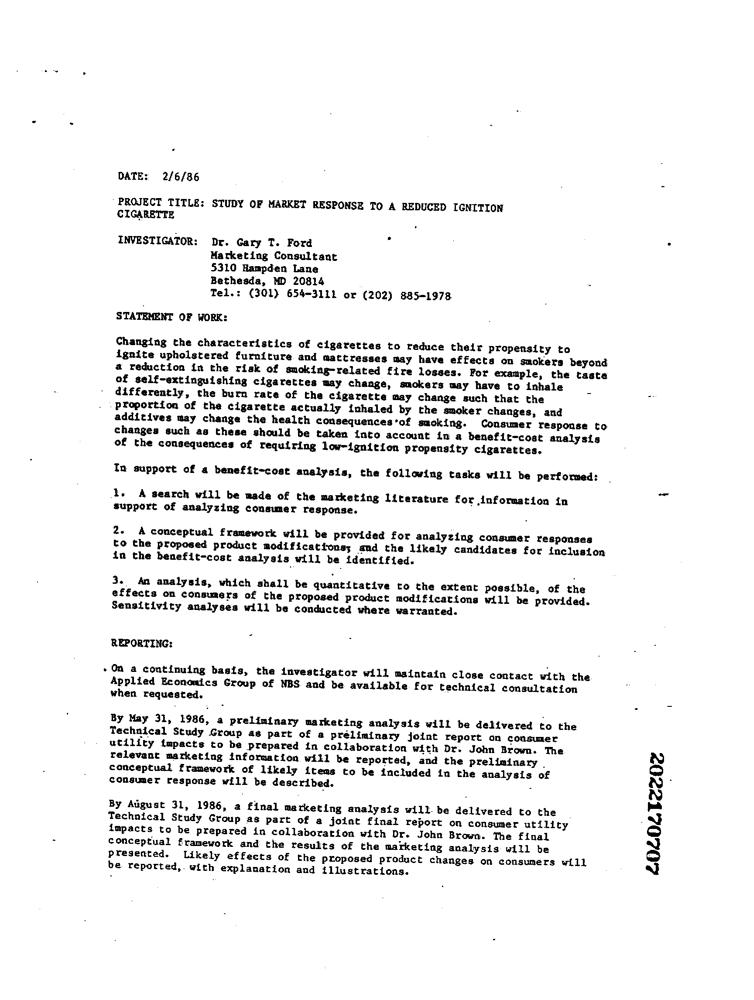 DATE: 2/6/86
PROJECT TITLE: STUDY OF MARKET RESPONSE TO A REDUCED IGNITION
CIGARETTE
INVESTIGATOR: Dr. Gary T. Ford
Marketing Consultant
5310 Hampden Lane
Bethesda, MD 20814
Tel.: (301) 654-3111 or (202) 885-1978
STATEMENT OF WORK:
Changing the characteristics of cigarettes to reduce their propensity to
ignite upholstered furniture and mattresses may have effects on smokers beyond
a reduction in the risk of smoking-related fire losses. For example, the taste
of self-extinguishing cigarettes may change, smokers may have to inhale
differently, the burn rate of the cigarette may change such that the
proportion of the cigarette actually inhaled by the smoker changes, and
additives may change the health consequences of smoking. Consumer response to
changes such as these should be taken into account in a benefit-cost analysis
of the consequences of requiring low-ignition propensity cigarettes.
In support of a benefit-cost analysis, the following tasks will be performed:
1. A search will be made of the marketing literature for information in
support of analyzing consumer response.
2. A conceptual framework will be provided for analyzing consumer responses
to the proposed product modifications; and the likely candidates for inclusion
in the benefit-cost analysis will be identified.
3. An analysis, which shall be quantitative to the extent possible, of the
effects on consumers of the proposed product modifications will be provided.
Sensitivity analyses will be conducted where warranted.
REPORTING:
On a continuing basis, the investigator will maintain close contact with the
Applied Economics Group of NBS and be available for technical consultation
when requested.
By May 31, 1986, a preliminary marketing analysis will be delivered to the
Technical Study Group as part of a preliminary joint report on consumer
utility impacts to be prepared in collaboration with Dr. John Brown. The
relevant marketing information will be reported, and the preliminary
conceptual framework of likely items to be included in the analysis of
consumer response will be described.
By August 31, 1986, a final marketing analysis will be delivered to the
Technical Study Group as part of a joint final report on consumer utility
impacts to be prepared in collaboration with Dr. John Brown. The final
conceptual framework and the results of the marketing analysis will be
presented. Likely effects of the proposed product changes on consumers will
be reported, with explanation and illustrations.
2022170707